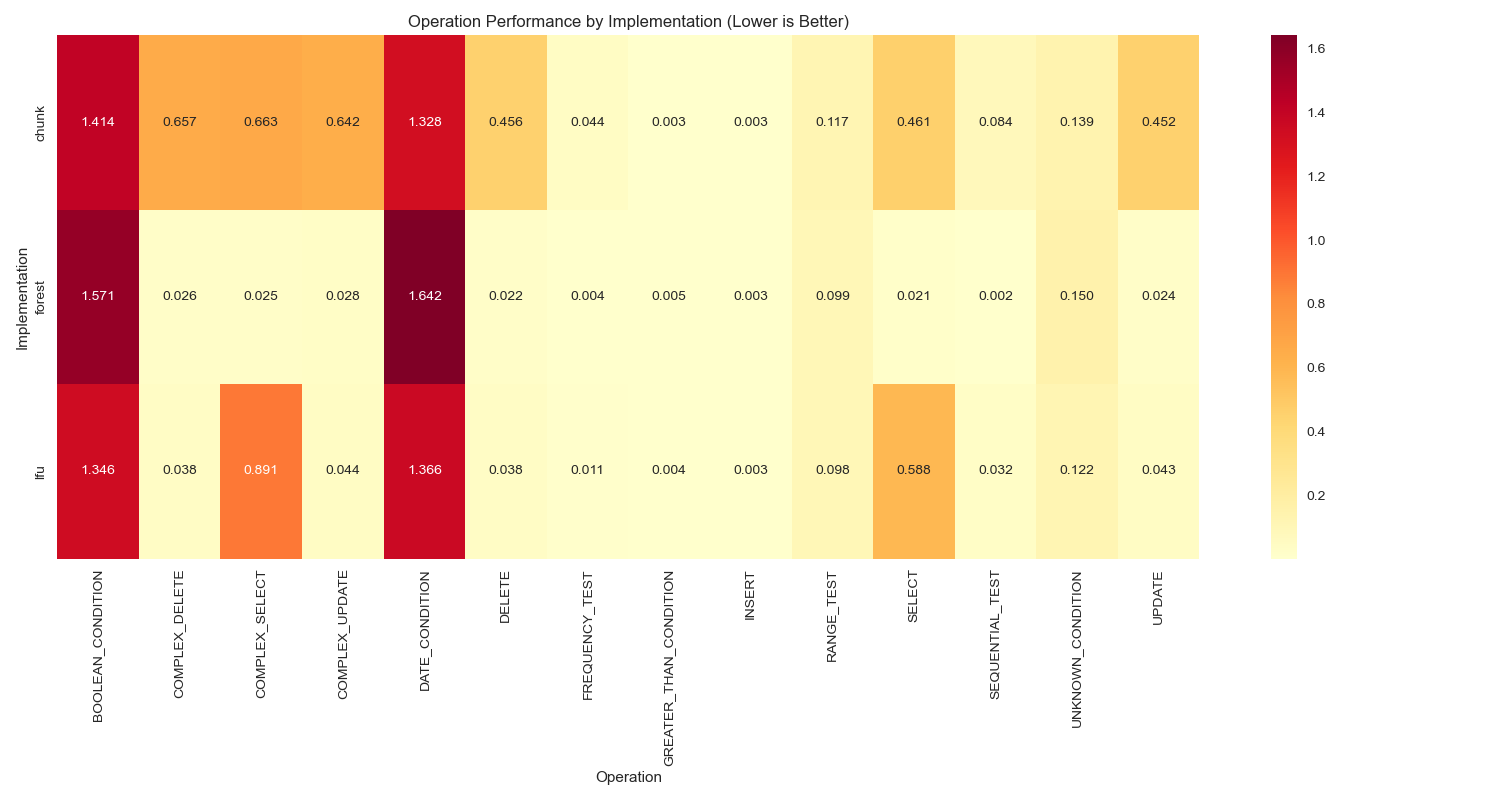 Operation Performance by Implementation (Lower is Better)
Implementation
chunk
1.414 0.657 0.663 0.642 1.328 0.456 0.044 0.003 0.003 0.117 0.461 0.084 0.139 0.452
forest
1.571 0.026 0.025 0.028 1.642 0.022 0.004 0.005 0.003 0.099 0.021 0.002 0.150 0.024
lfu
1.346 0.038 0.891 0.044 1.366 0.038 0.011 0.004 0.003 0.098 0.588 0.032 0.122 0.043
BOOLEAN_CONDITION
COMPLEX_DELETE
COMPLEX_SELECT
COMPLEX_UPDATE
DATE_CONDITION
DELETE
FREQUENCY_TEST
GREATER_THAN_CONDITION
INSERT
RANGE_TEST
SELECT
SEQUENTIAL_TEST
UNKNOWN_CONDITION
UPDATE
Operation
1.6
1.4
1.2
1.0
0.8
0.6
0.4
0.2